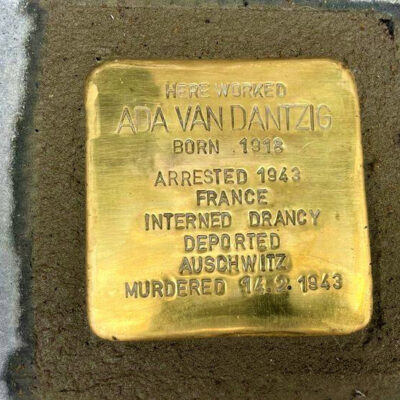 HERE WORKED
ADA VAN DANTZIG
BORN 1918
ARRESTED 1943
FRANCE
INTERNED DRANCY
DEPORTED
AUSCHWITZ
MURDERED 14.2.1943